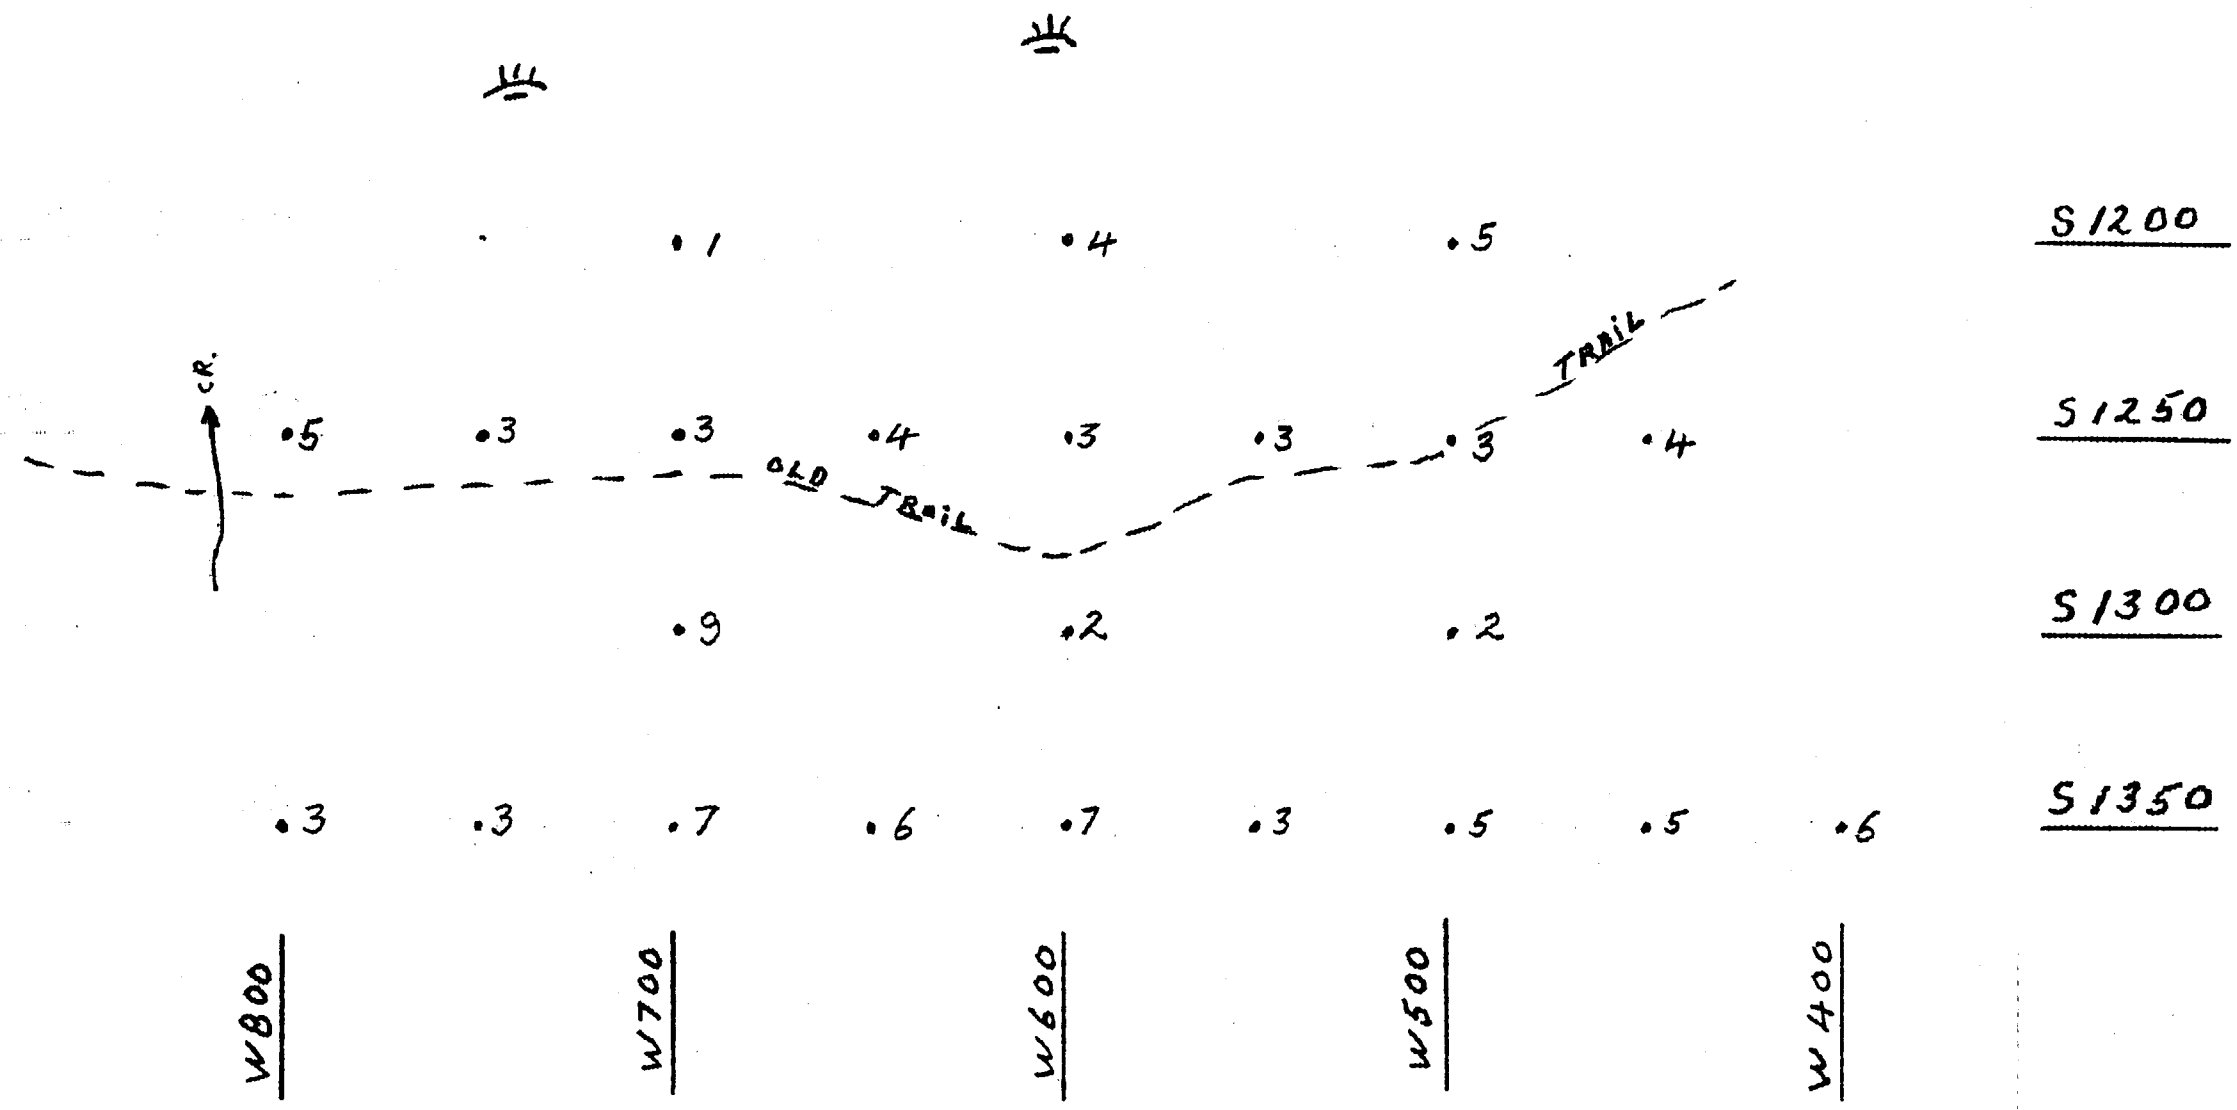 .1 .4 .5 S1200
CR.
TRAIL
.5 .3 .3 .4 .3 .3 .3 .4 S1250
OLD TRAIL
.9 .2 .2 S1300
.3 .3 .7 .6 .7 .3 .5 .5 .6 S1350
W800 W700 W600 W500 W400